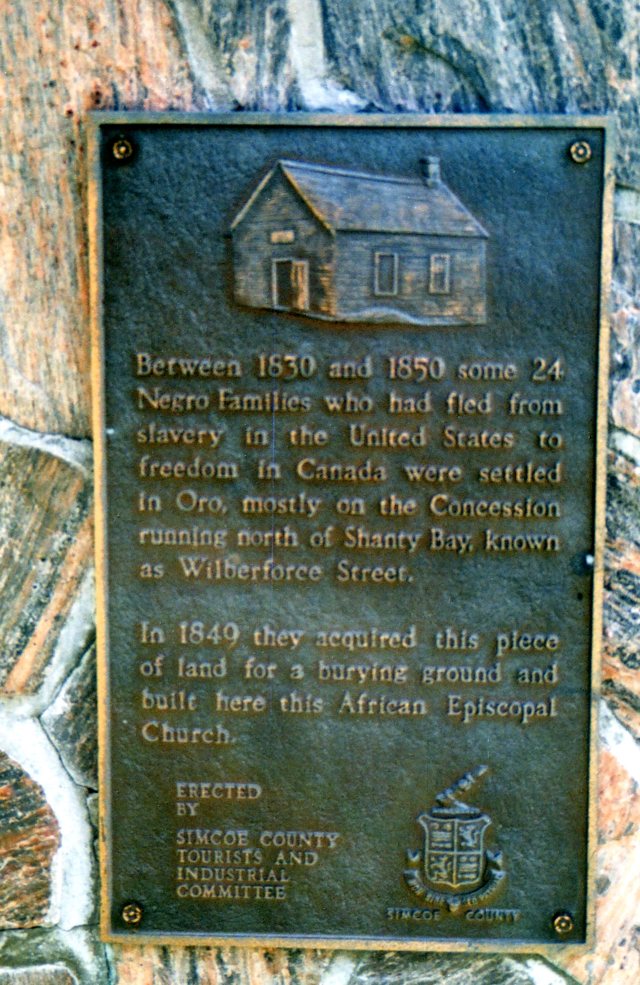 Between 1830 and 1850 some 24
Negro Families who had fled from
slavery in the United States to
freedom in Canada were settled
in Oro, mostly on the Concession
running north of Shanty Bay, known
as Wilberforce Street.
In 1849 they acquired this piece
of land for a burying ground and
built here this African Episcopal
Church.
ERECTED
BY
SIMCOE COUNTY
TOURISTS AND
INDUSTRIAL
COMMITTEE
SIMCOE COUNTY